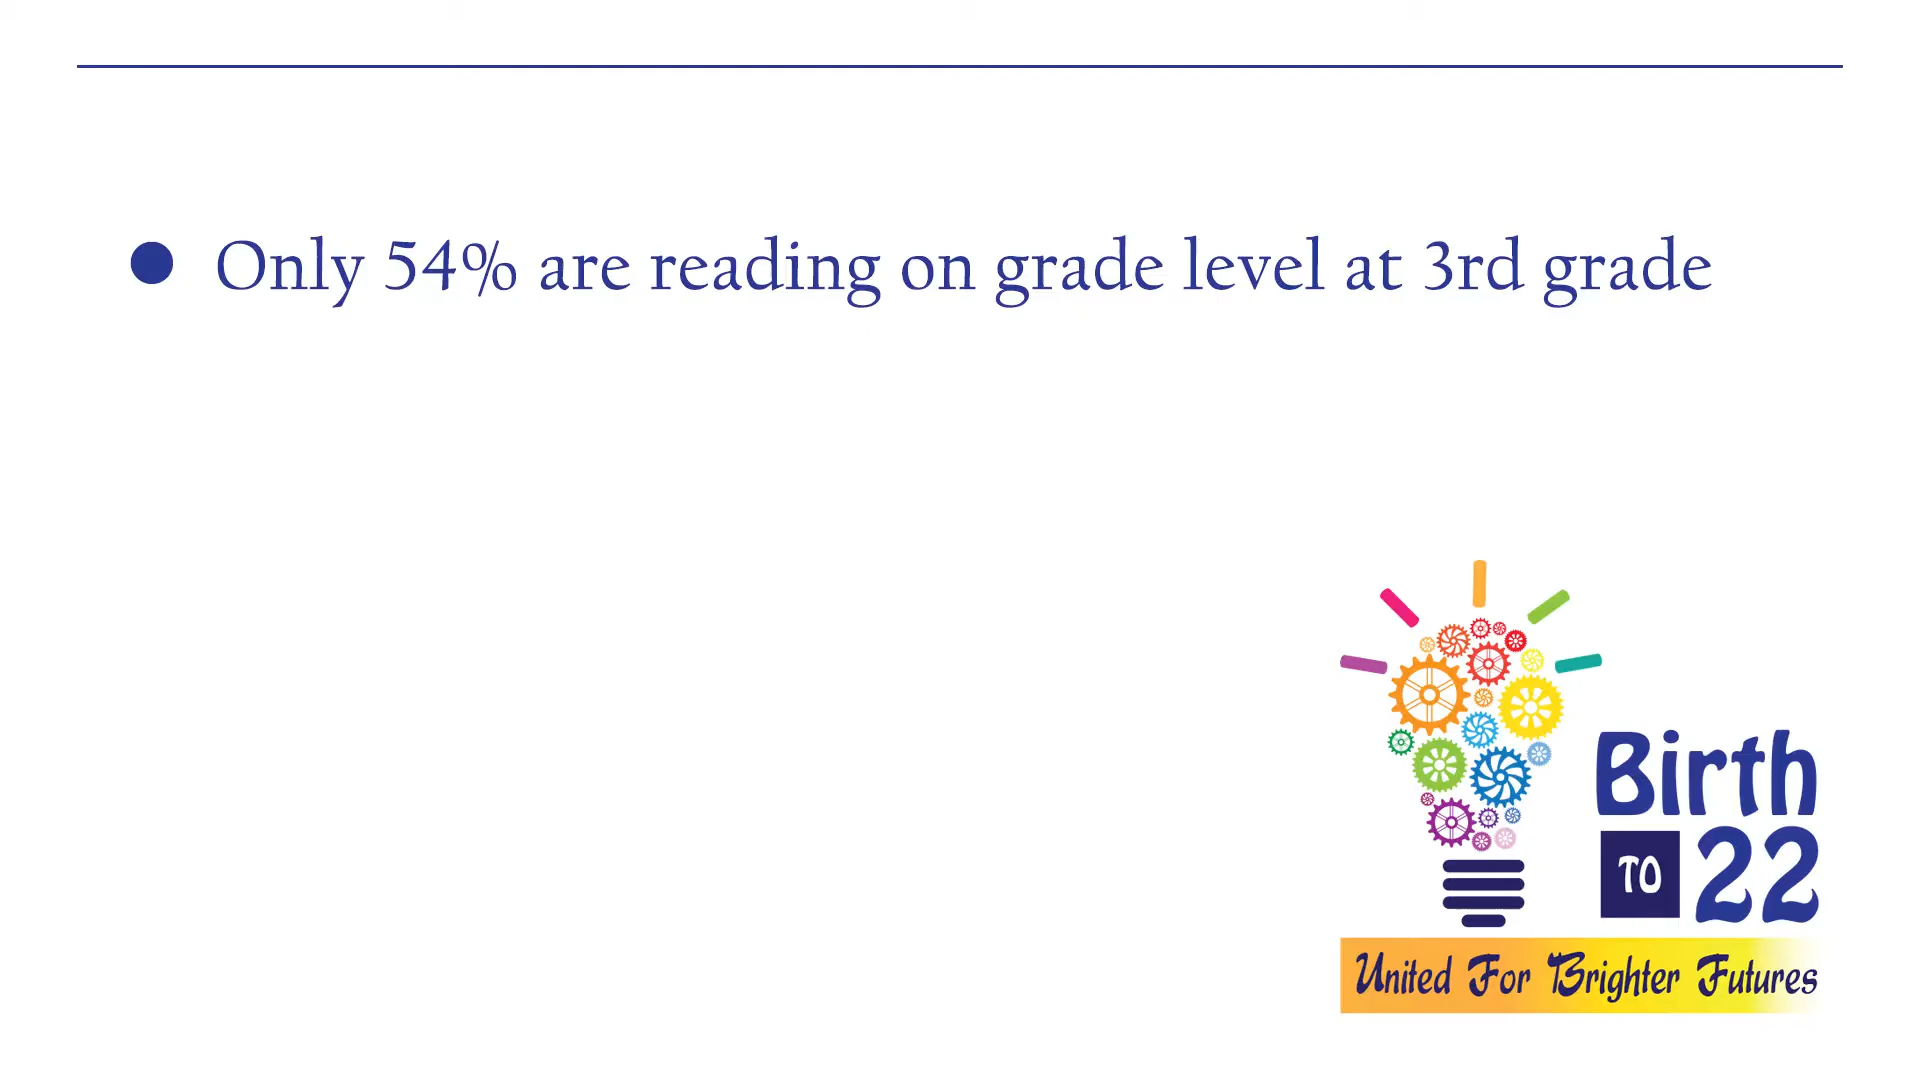 ● Only 54% are reading on grade level at 3rd grade
Birth
TO 22
United For Brighter Futures